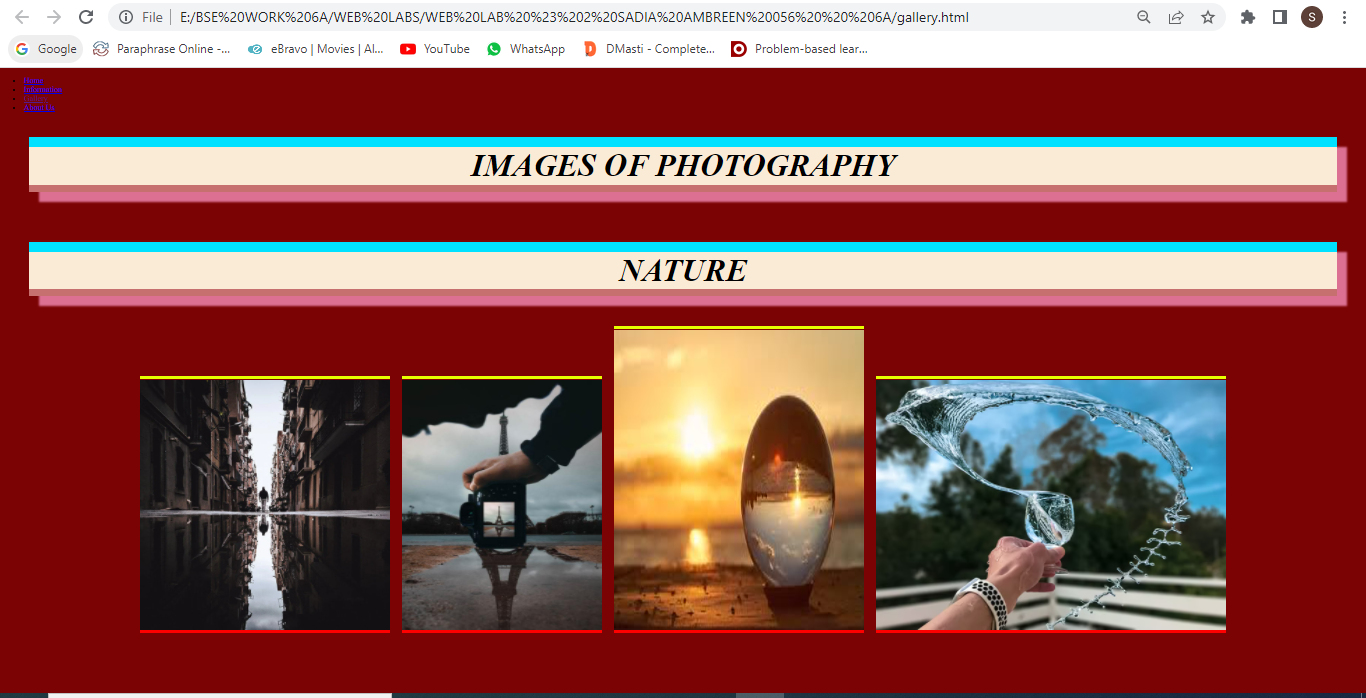 File
E:/BSE%20WORK%206A/WEB%20LABS/WEB%20LAB%20%23%202%20SADIA%20AMBREEN%20056%20%20%206A/gallery.html
S
Google
Paraphrase Online -...
eBravo | Movies | Al...
YouTube
WhatsApp
DMasti - Complete...
Problem-based lear...
Home
Gallery
About Us
IMAGES OF PHOTOGRAPHY
NATURE